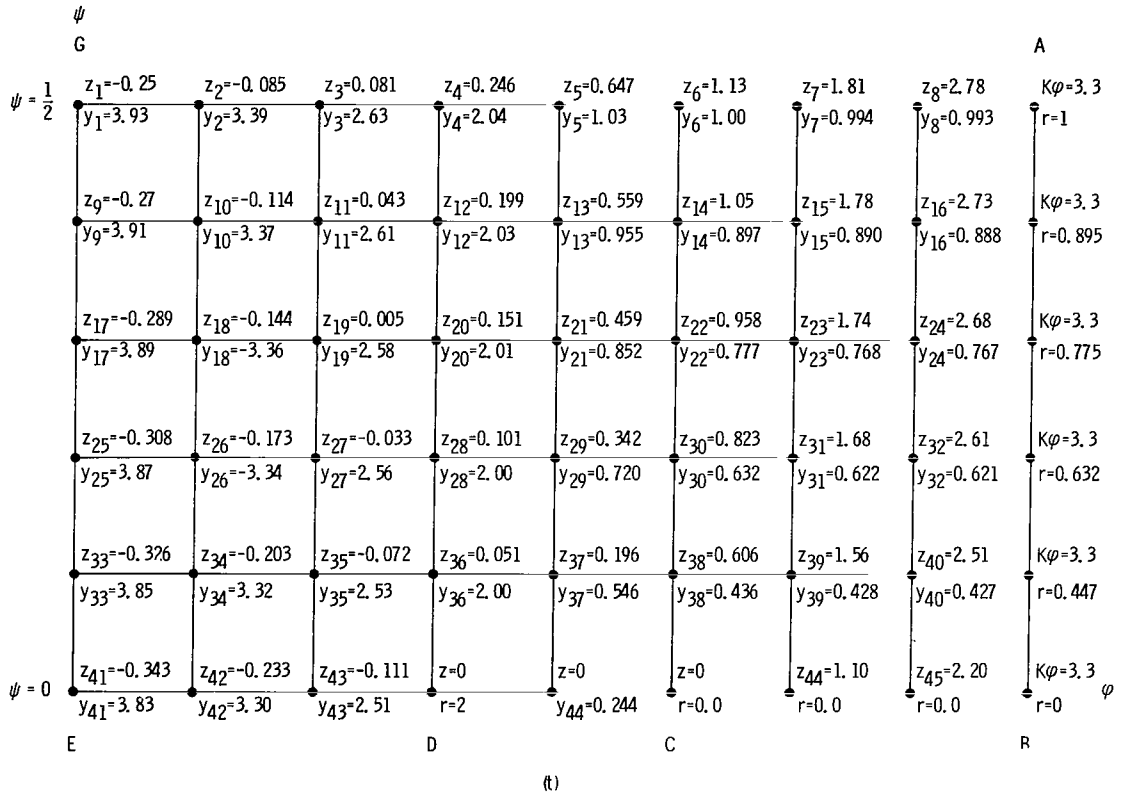 ψ
G A
z₁=-0.25 z₂=-0.085 z₃=0.081 z₄=0.246 z₅=0.647 z₆=1.13 z₇=1.81 z₈=2.78 Kφ=3.3
ψ = 1/2
y₁=3.93 y₂=3.39 y₃=2.63 y₄=2.04 y₅=1.03 y₆=1.00 y₇=0.994 y₈=0.993 r=1
z₉=-0.27 z₁₀=-0.114 z₁₁=0.043 z₁₂=0.199 z₁₃=0.559 z₁₄=1.05 z₁₅=1.78 z₁₆=2.73 Kφ=3.3
y₉=3.91 y₁₀=3.37 y₁₁=2.61 y₁₂=2.03 y₁₃=0.955 y₁₄=0.897 y₁₅=0.890 y₁₆=0.888 r=0.895
z₁₇=-0.289 z₁₈=-0.144 z₁₉=0.005 z₂₀=0.151 z₂₁=0.459 z₂₂=0.958 z₂₃=1.74 z₂₄=2.68 Kφ=3.3
y₁₇=3.89 y₁₈=-3.36 y₁₉=2.58 y₂₀=2.01 y₂₁=0.852 y₂₂=0.777 y₂₃=0.768 y₂₄=0.767 r=0.775
z₂₅=-0.308 z₂₆=-0.173 z₂₇=-0.033 z₂₈=0.101 z₂₉=0.342 z₃₀=0.823 z₃₁=1.68 z₃₂=2.61 Kφ=3.3
y₂₅=3.87 y₂₆=-3.34 y₂₇=2.56 y₂₈=2.00 y₂₉=0.720 y₃₀=0.632 y₃₁=0.622 y₃₂=0.621 r=0.632
z₃₃=-0.326 z₃₄=-0.203 z₃₅=-0.072 z₃₆=0.051 z₃₇=0.196 z₃₈=0.606 z₃₉=1.56 z₄₀=2.51 Kφ=3.3
y₃₃=3.85 y₃₄=3.32 y₃₅=2.53 y₃₆=2.00 y₃₇=0.546 y₃₈=0.436 y₃₉=0.428 y₄₀=0.427 r=0.447
z₄₁=-0.343 z₄₂=-0.233 z₄₃=-0.111 z=0 z=0 z=0 z₄₄=1.10 z₄₅=2.20 Kφ=3.3
ψ = 0 φ
y₄₁=3.83 y₄₂=3.30 y₄₃=2.51 r=2 y₄₄=0.244 r=0.0 r=0.0 r=0.0 r=0
E D C B
(t)